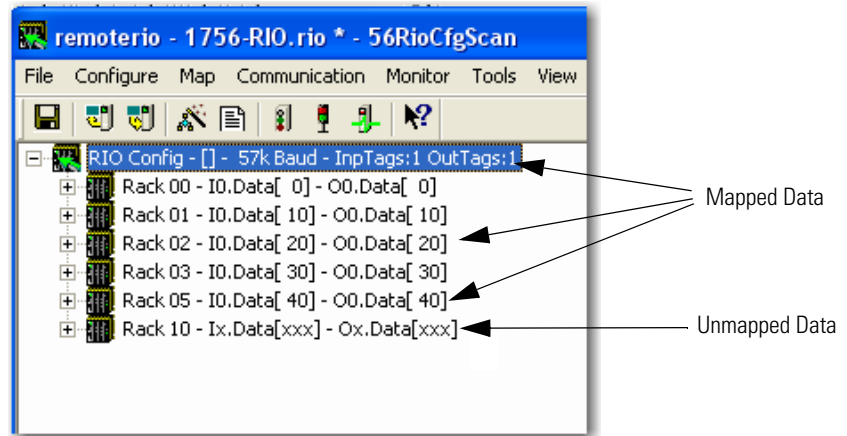 remoterio - 1756-RIO.rio * - 56RioCfgScan
File Configure Map Communication Monitor Tools View
RIO Config - [] - 57k Baud - InpTags:1 OutTags:1
Rack 00 - I0.Data[ 0] - O0.Data[ 0]
Rack 01 - I0.Data[ 10] - O0.Data[ 10]
Rack 02 - I0.Data[ 20] - O0.Data[ 20]
Rack 03 - I0.Data[ 30] - O0.Data[ 30]
Rack 05 - I0.Data[ 40] - O0.Data[ 40]
Rack 10 - Ix.Data[xxx] - Ox.Data[xxx]
Mapped Data
Unmapped Data